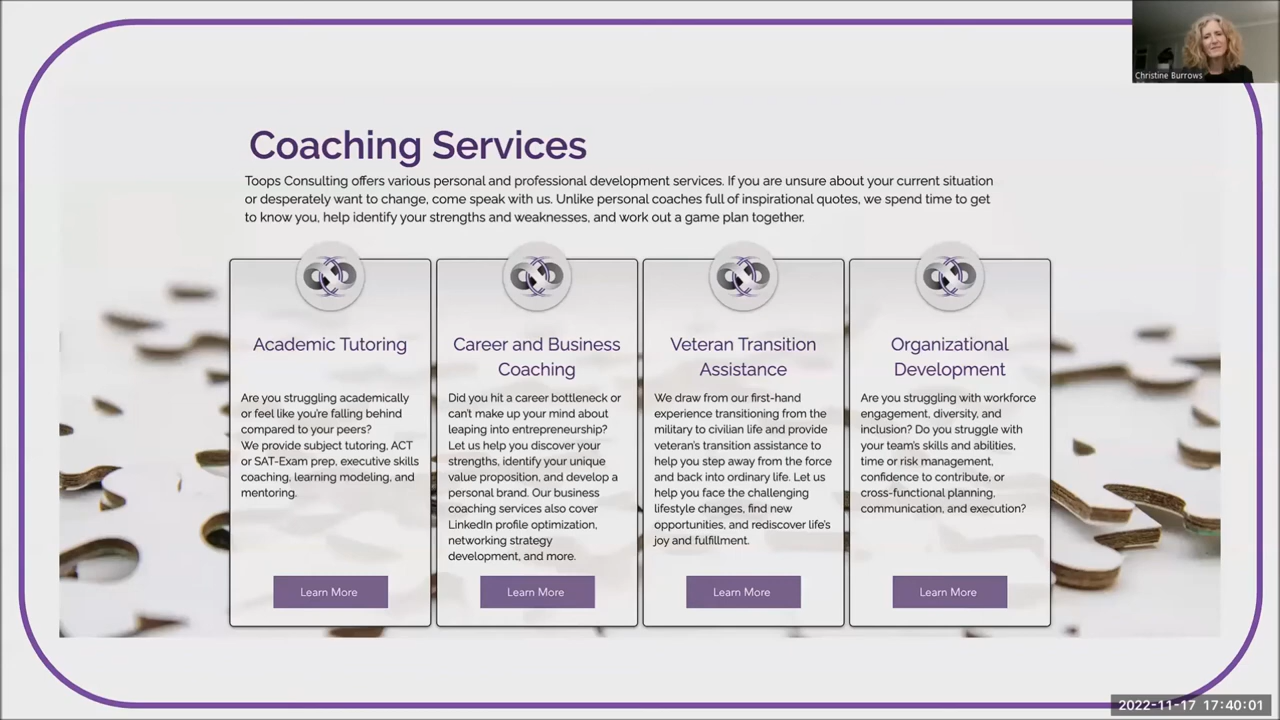 Christine Burrows
Coaching Services
Toops Consulting offers various personal and professional development services. If you are unsure about your current situation
or desperately want to change, come speak with us. Unlike personal coaches full of inspirational quotes, we spend time to get
to know you, help identify your strengths and weaknesses, and work out a game plan together.
Academic Tutoring
Are you struggling academically
or feel like you're falling behind
compared to your peers?
We provide subject tutoring, ACT
or SAT-Exam prep, executive skills
coaching, learning modeling, and
mentoring.
Learn More
Career and Business
Coaching
Did you hit a career bottleneck or
can't make up your mind about
leaping into entrepreneurship?
Let us help you discover your
strengths, identify your unique
value proposition, and develop a
personal brand. Our business
coaching services also cover
LinkedIn profile optimization,
networking strategy
development, and more.
Learn More
Veteran Transition
Assistance
We draw from our first-hand
experience transitioning from the
military to civilian life and provide
veteran's transition assistance to
help you step away from the force
and back into ordinary life. Let us
help you face the challenging
lifestyle changes, find new
opportunities, and rediscover life's
joy and fulfillment.
Learn More
Organizational
Development
Are you struggling with workforce
engagement, diversity, and
inclusion? Do you struggle with
your team's skills and abilities,
time or risk management,
confidence to contribute, or
cross-functional planning,
communication, and execution?
Learn More
2022-11-17 17:40:01